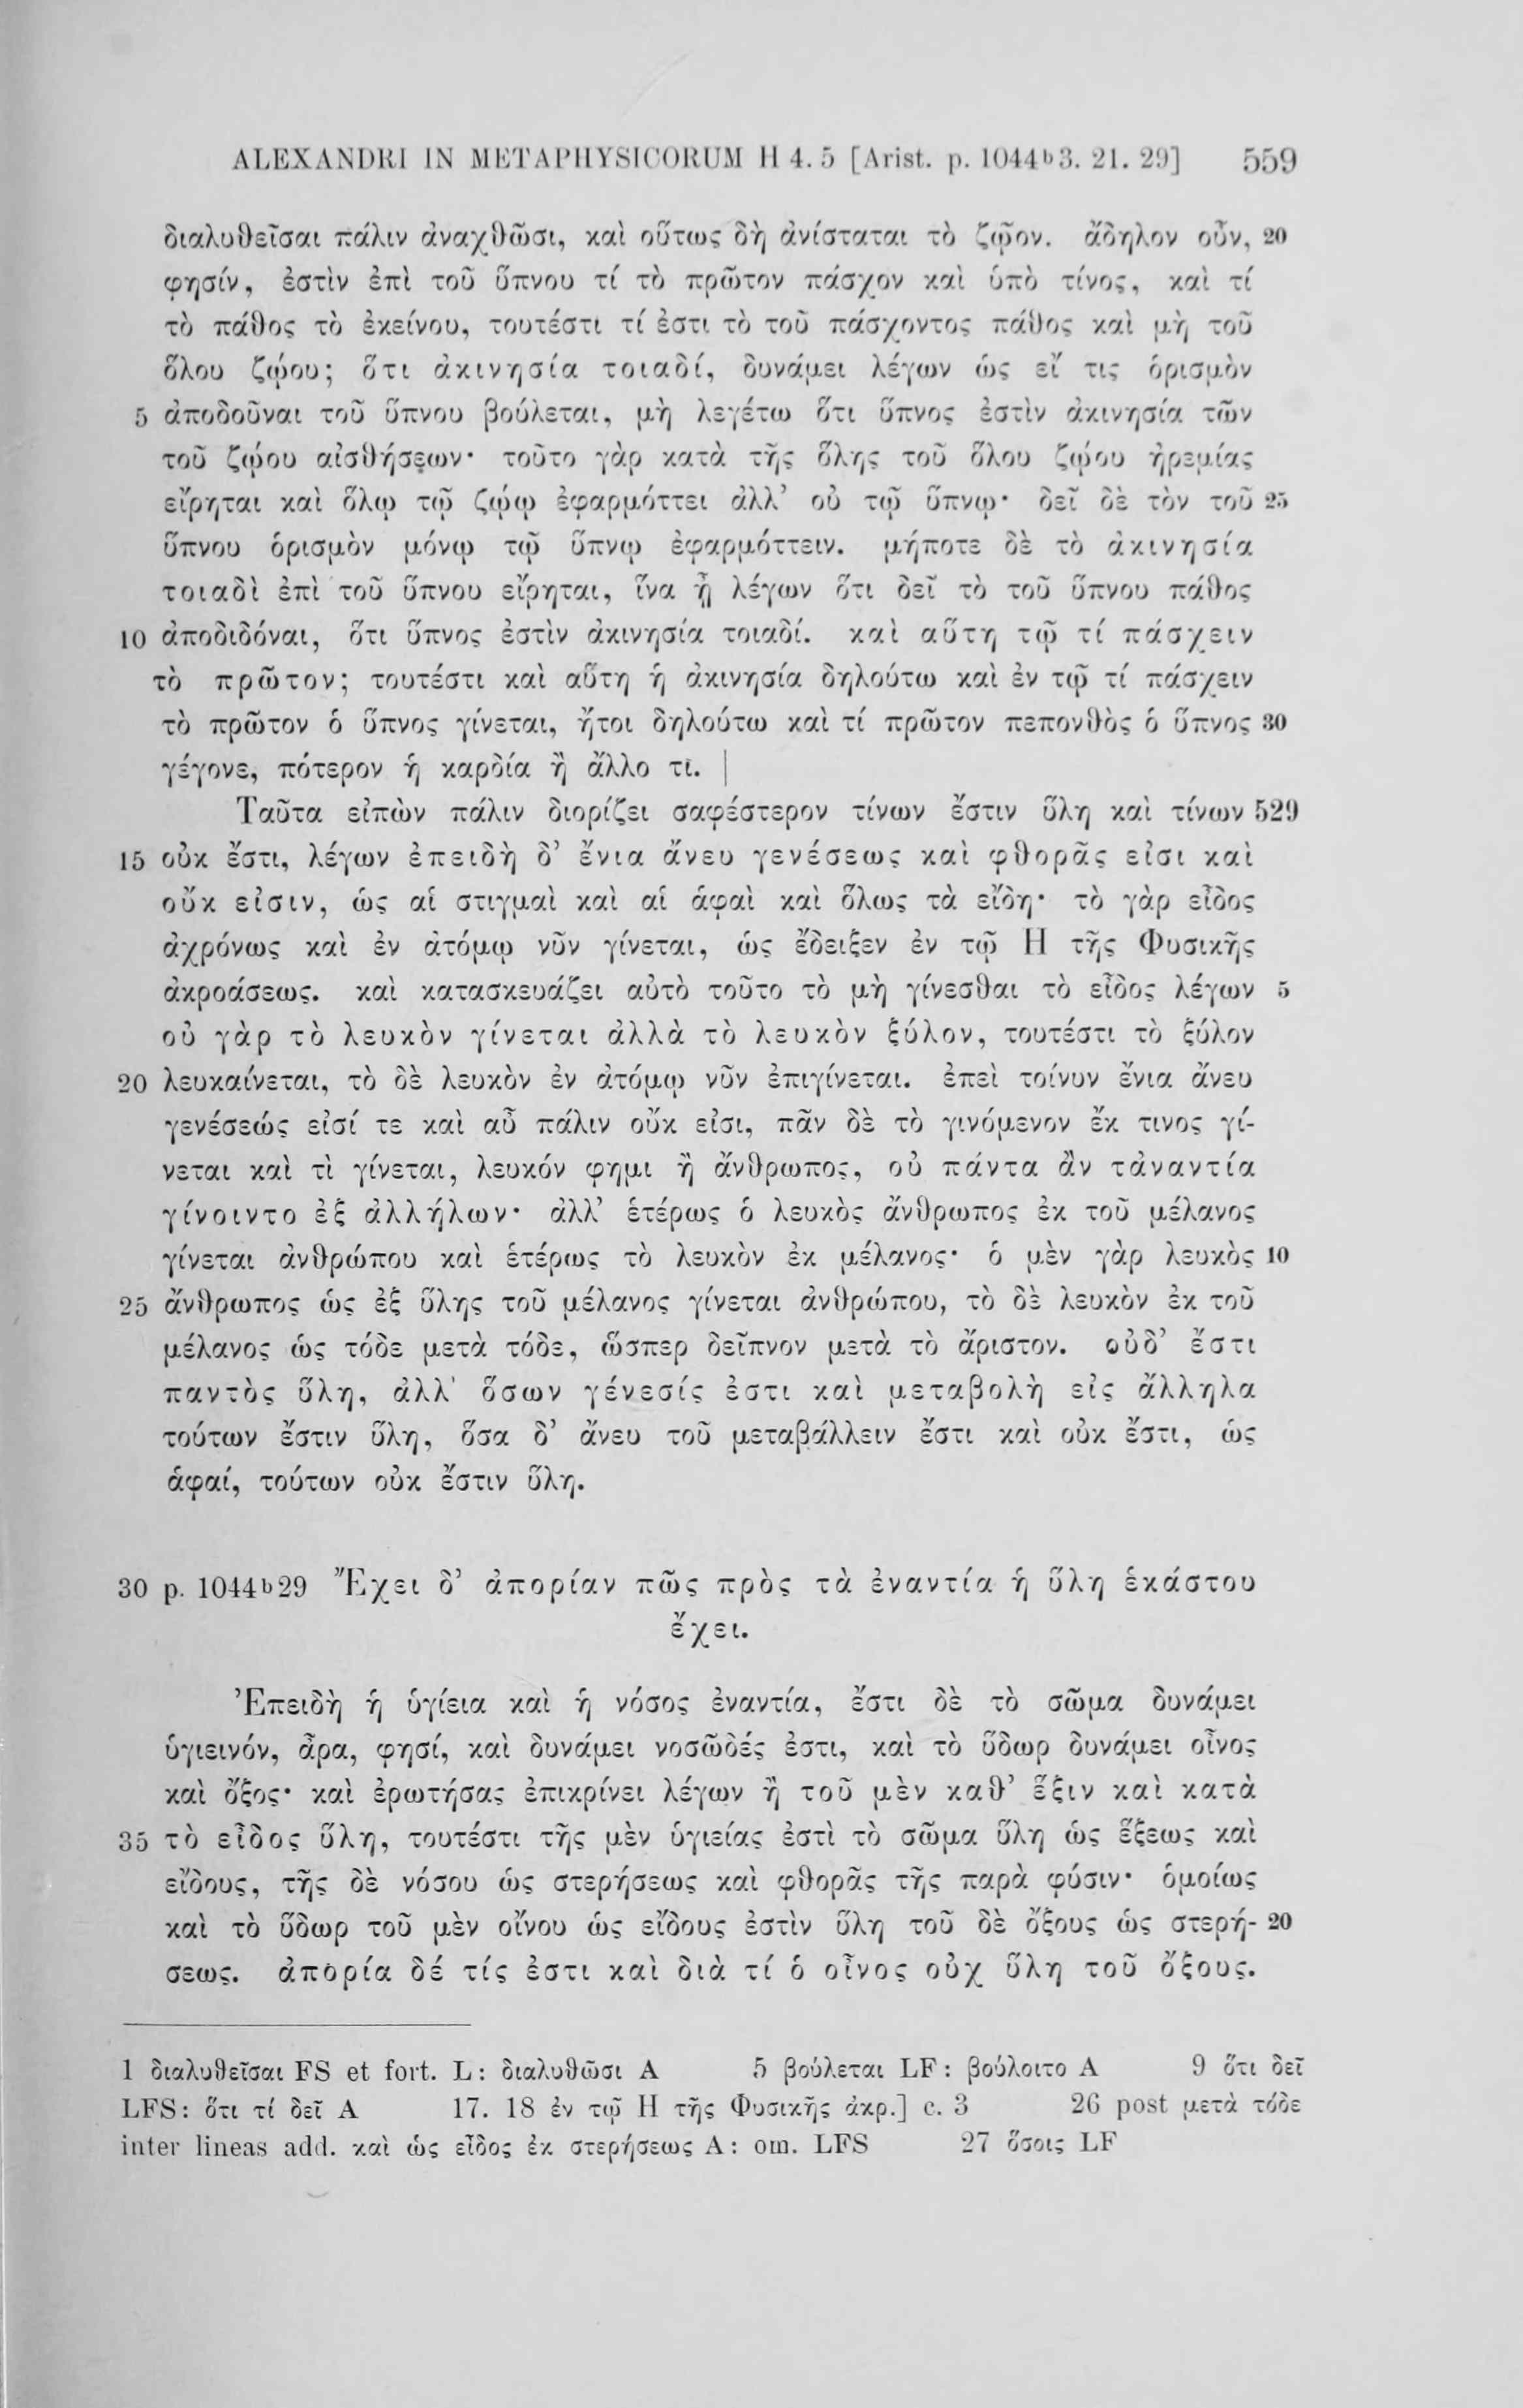 ALEXANDRI IN METAPHYSICORUM H 4. 5 [Arist. p. 1044b3. 21. 29] 559
διαλυθεῖσαι πάλιν ἀναχθῶσι, καὶ οὕτως δὴ ἀνίσταται τὸ ζῷον. ἄδηλον οὖν, 20
φησίν, ἐστὶν ἐπὶ τοῦ ὕπνου τί τὸ πρῶτον πάσχον καὶ ὑπὸ τίνος, καὶ τί
τὸ πάθος τὸ ἐκείνου, τουτέστι τί ἐστι τὸ τοῦ πάσχοντος πάθος καὶ μὴ τοῦ
ὅλου ζῴου; ὅτι ἀκινησία τοιαδί, δυνάμει λέγων ὡς εἴ τις ὁρισμὸν
5 ἀποδοῦναι τοῦ ὕπνου βούλεται, μὴ λεγέτω ὅτι ὕπνος ἐστὶν ἀκινησία τῶν
τοῦ ζῴου αἰσθήσεων· τοῦτο γὰρ κατὰ τῆς ὅλης τοῦ ὅλου ζῴου ἠρεμίας
εἴρηται καὶ ὅλῳ τῷ ζῴῳ ἐφαρμόττει ἀλλ’ οὐ τῷ ὕπνῳ· δεῖ δὲ τὸν τοῦ 25
ὕπνου ὁρισμὸν μόνῳ τῷ ὕπνῳ ἐφαρμόττειν. μήποτε δὲ τὸ ἀκινησία
τοιαδὶ ἐπὶ τοῦ ὕπνου εἴρηται, ἵνα ᾖ λέγων ὅτι δεῖ τὸ τοῦ ὕπνου πάθος
10 ἀποδιδόναι, ὅτι ὕπνος ἐστὶν ἀκινησία τοιαδί. καὶ αὕτη τῷ τί πάσχειν
τὸ πρῶτον; τουτέστι καὶ αὕτη ἡ ἀκινησία δηλούτω καὶ ἐν τῷ τί πάσχειν
τὸ πρῶτον ὁ ὕπνος γίνεται, ἤτοι δηλούτω καὶ τί πρῶτον πεπονθὸς ὁ ὕπνος 30
γέγονε, πότερον ἡ καρδία ἢ ἄλλο τι. |
Ταῦτα εἰπὼν πάλιν διορίζει σαφέστερον τίνων ἔστιν ὕλη καὶ τίνων 529
15 οὐκ ἔστι, λέγων ἐπειδὴ δ’ ἔνια ἄνευ γενέσεως καὶ φθορᾶς εἰσι καὶ
οὔκ εἰσιν, ὡς αἱ στιγμαὶ καὶ αἱ ἁφαὶ καὶ ὅλως τὰ εἴδη· τὸ γὰρ εἶδος
ἀχρόνως καὶ ἐν ἀτόμῳ νῦν γίνεται, ὡς ἔδειξεν ἐν τῷ Η τῆς Φυσικῆς
ἀκροάσεως. καὶ κατασκευάζει αὐτὸ τοῦτο τὸ μὴ γίνεσθαι τὸ εἶδος λέγων 5
οὐ γὰρ τὸ λευκὸν γίνεται ἀλλὰ τὸ λευκὸν ξύλον, τουτέστι τὸ ξύλον
20 λευκαίνεται, τὸ δὲ λευκὸν ἐν ἀτόμῳ νῦν ἐπιγίνεται. ἐπεὶ τοίνυν ἔνια ἄνευ
γενέσεώς εἰσί τε καὶ αὖ πάλιν οὔκ εἰσι, πᾶν δὲ τὸ γινόμενον ἔκ τινος γί-
νεται καὶ τὶ γίνεται, λευκόν φημι ἢ ἄνθρωπος, οὐ πάντα ἂν τἀναντία
γίνοιντο ἐξ ἀλλήλων· ἀλλ’ ἑτέρως ὁ λευκὸς ἄνθρωπος ἐκ τοῦ μέλανος
γίνεται ἀνθρώπου καὶ ἑτέρως τὸ λευκὸν ἐκ μέλανος· ὁ μὲν γὰρ λευκὸς 10
25 ἄνθρωπος ὡς ἐξ ὕλης τοῦ μέλανος γίνεται ἀνθρώπου, τὸ δὲ λευκὸν ἐκ τοῦ
μέλανος ὡς τόδε μετὰ τόδε, ὥσπερ δεῖπνον μετὰ τὸ ἄριστον. οὐδ’ ἔστι
παντὸς ὕλη, ἀλλ’ ὅσων γένεσίς ἐστι καὶ μεταβολὴ εἰς ἄλληλα
τούτων ἔστιν ὕλη, ὅσα δ’ ἄνευ τοῦ μεταβάλλειν ἔστι καὶ οὐκ ἔστι, ὡς
ἁφαί, τούτων οὐκ ἔστιν ὕλη.
30 p. 1044b29 Ἔχει δ’ ἀπορίαν πῶς πρὸς τὰ ἐναντία ἡ ὕλη ἑκάστου
ἔχει.
Ἐπειδὴ ἡ ὑγίεια καὶ ἡ νόσος ἐναντία, ἔστι δὲ τὸ σῶμα δυνάμει
ὑγιεινόν, ἆρα, φησί, καὶ δυνάμει νοσῶδές ἐστι, καὶ τὸ ὕδωρ δυνάμει οἶνος
καὶ ὄξος· καὶ ἐρωτήσας ἐπικρίνει λέγων ἢ τοῦ μὲν καθ’ ἕξιν καὶ κατὰ
35 τὸ εἶδος ὕλη, τουτέστι τῆς μὲν ὑγιείας ἐστὶ τὸ σῶμα ὕλη ὡς ἕξεως καὶ
εἴδους, τῆς δὲ νόσου ὡς στερήσεως καὶ φθορᾶς τῆς παρὰ φύσιν· ὁμοίως
καὶ τὸ ὕδωρ τοῦ μὲν οἴνου ὡς εἴδους ἐστὶν ὕλη τοῦ δὲ ὄξους ὡς στερή- 20
σεως. ἀπορία δέ τίς ἐστι καὶ διὰ τί ὁ οἶνος οὐχ ὕλη τοῦ ὄξους.
1 διαλυθεῖσαι FS et fort. L: διαλυθῶσι A 5 βούλεται LF: βούλοιτο A 9 ὅτι δεῖ
LFS: ὅτι τί δεῖ A 17. 18 ἐν τῷ Η τῆς Φυσικῆς ἀκρ.] c. 3 26 post μετὰ τόδε
inter lineas add. καὶ ὡς εἶδος ἐκ στερήσεως A: om. LFS 27 ὅσοις LF